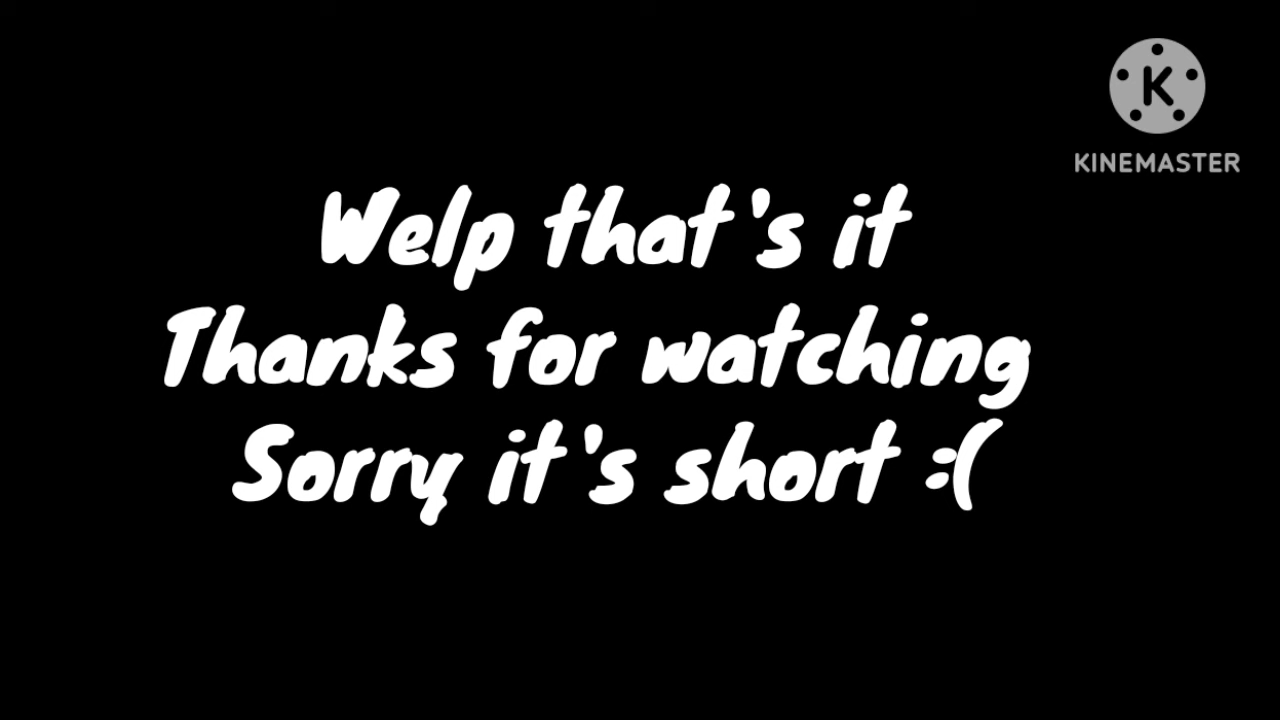 K
KINEMASTER
Welp that's it
Thanks for watching
Sorry it's short :(